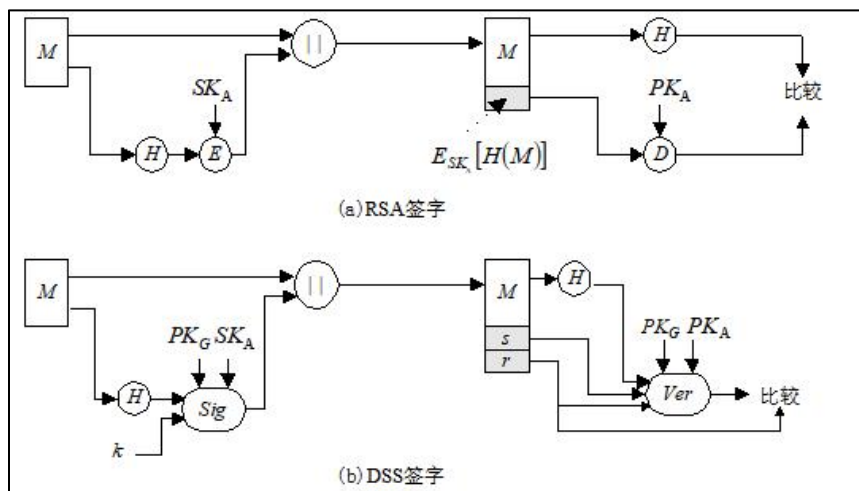 M
||
M
H
SK_A
PK_A
比较
H
E
D
E_{SK_A}[H(M)]
(a)RSA签字
M
||
M
H
PK_G SK_A
s
r
PK_G PK_A
H
Sig
Ver
比较
k
(b)DSS签字